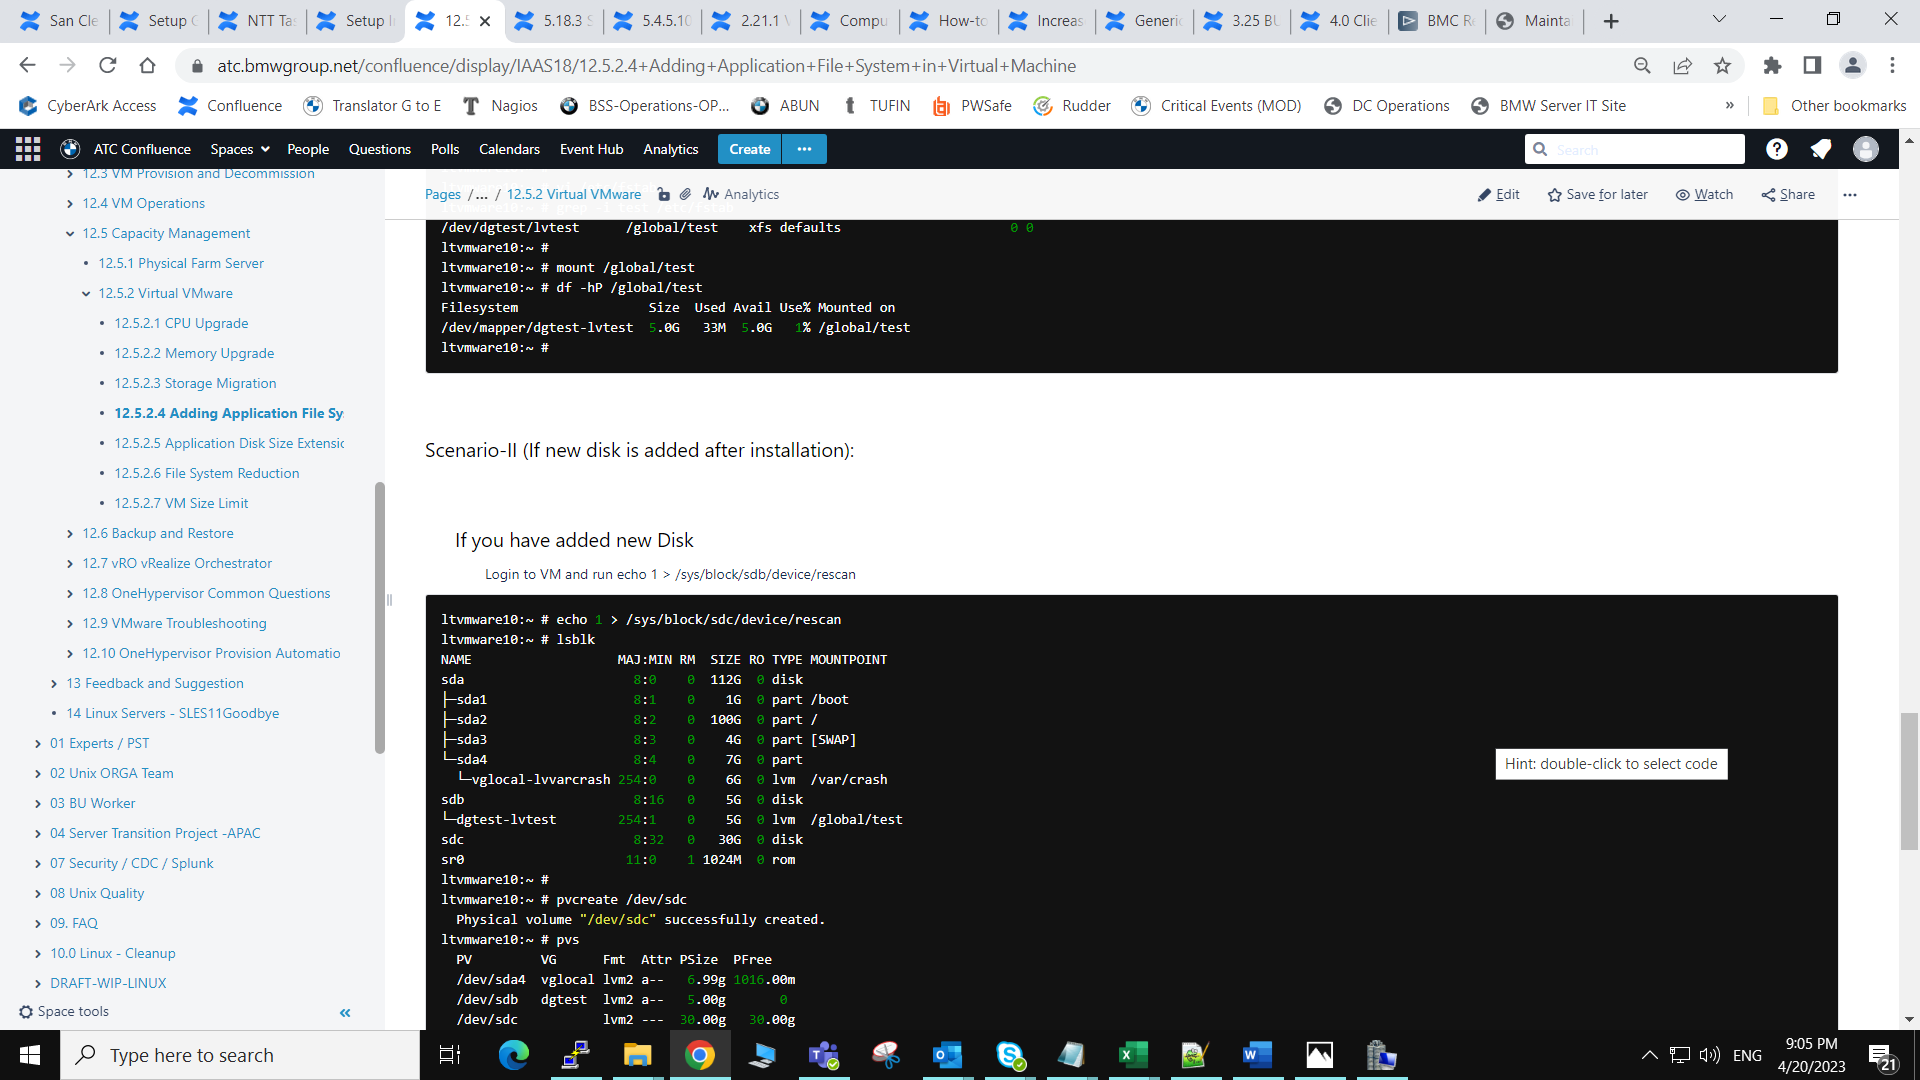 San Cle
Setup C
NTT Tas
Setup In
12.5
5.18.3 S
5.4.5.10
2.21.1 V
Compu
How-to
Increas
Generic
3.25 BU
4.0 Clie
BMC Re
Mainta
atc.bmwgroup.net/confluence/display/IAAS18/12.5.2.4+Adding+Application+File+System+in+Virtual+Machine
CyberArk Access
Confluence
Translator G to E
Nagios
BSS-Operations-OP...
ABUN
TUFIN
PWSafe
Rudder
Critical Events (MOD)
DC Operations
BMW Server IT Site
»
Other bookmarks
ATC Confluence
Spaces
People
Questions
Polls
Calendars
Event Hub
Analytics
Create
Search
12.3 VM Provision and Decommission
12.4 VM Operations
12.5 Capacity Management
12.5.1 Physical Farm Server
12.5.2 Virtual VMware
12.5.2.1 CPU Upgrade
12.5.2.2 Memory Upgrade
12.5.2.3 Storage Migration
12.5.2.4 Adding Application File Sy
12.5.2.5 Application Disk Size Extensic
12.5.2.6 File System Reduction
12.5.2.7 VM Size Limit
12.6 Backup and Restore
12.7 vRO vRealize Orchestrator
12.8 OneHypervisor Common Questions
12.9 VMware Troubleshooting
12.10 OneHypervisor Provision Automatio
13 Feedback and Suggestion
14 Linux Servers - SLES11Goodbye
01 Experts / PST
02 Unix ORGA Team
03 BU Worker
04 Server Transition Project -APAC
07 Security / CDC / Splunk
08 Unix Quality
09. FAQ
10.0 Linux - Cleanup
DRAFT-WIP-LINUX
Space tools
«
Pages /... / 12.5.2 Virtual VMware Analytics
Edit
Save for later
Watch
Share
/dev/dgtest/lvtest /global/test xfs defaults 0 0
ltvmware10:~ #
ltvmware10:~ # mount /global/test
ltvmware10:~ # df -hP /global/test
Filesystem Size Used Avail Use% Mounted on
/dev/mapper/dgtest-lvtest 5.0G 33M 5.0G 1% /global/test
ltvmware10:~ #
Scenario-II (If new disk is added after installation):
If you have added new Disk
Login to VM and run echo 1 > /sys/block/sdb/device/rescan
ltvmware10:~ # echo 1 > /sys/block/sdc/device/rescan
ltvmware10:~ # lsblk
NAME MAJ:MIN RM SIZE RO TYPE MOUNTPOINT
sda 8:0 0 112G 0 disk
├─sda1 8:1 0 1G 0 part /boot
├─sda2 8:2 0 100G 0 part /
├─sda3 8:3 0 4G 0 part [SWAP]
└─sda4 8:4 0 7G 0 part
└─vglocal-lvvarcrash 254:0 0 6G 0 lvm /var/crash
sdb 8:16 0 5G 0 disk
└─dgtest-lvtest 254:1 0 5G 0 lvm /global/test
sdc 8:32 0 30G 0 disk
sr0 11:0 1 1024M 0 rom
ltvmware10:~ #
ltvmware10:~ # pvcreate /dev/sdc
Physical volume "/dev/sdc" successfully created.
ltvmware10:~ # pvs
PV VG Fmt Attr PSize PFree
/dev/sda4 vglocal lvm2 a-- 6.99g 1016.00m
/dev/sdb dgtest lvm2 a-- 5.00g 0
/dev/sdc lvm2 --- 30.00g 30.00g
Hint: double-click to select code
Type here to search
ENG
9:05 PM
4/20/2023
21